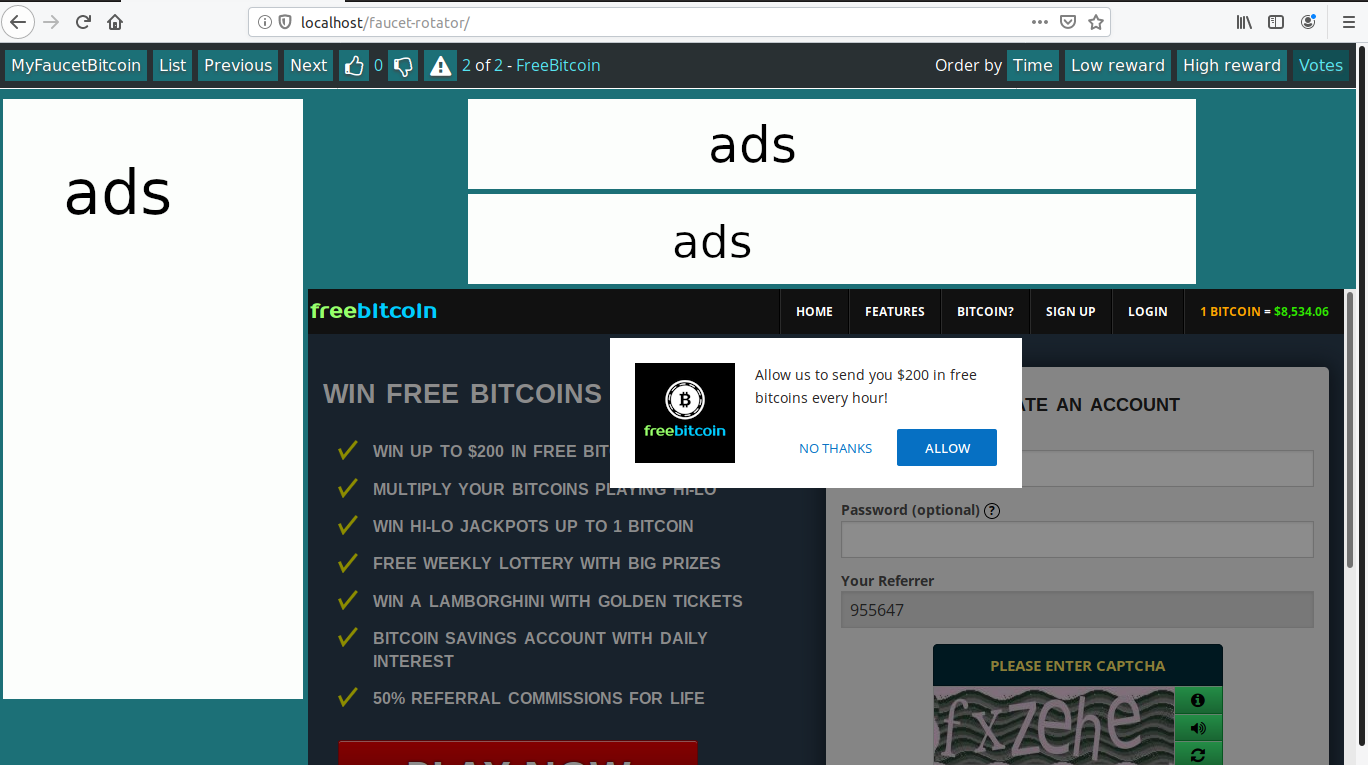 localhost/faucet-rotator/
MyFaucetBitcoin List Previous Next 0 2 of 2 - FreeBitcoin Order by Time Low reward High reward Votes
ads
ads
ads
freebitcoin HOME FEATURES BITCOIN? SIGN UP LOGIN 1 BITCOIN = $8,534.06
Allow us to send you $200 in free
bitcoins every hour!
freebitcoin
NO THANKS ALLOW
WIN FREE BITCOINS
WIN UP TO $200 IN FREE BIT
MULTIPLY YOUR BITCOINS PLAYING HI-LO
WIN HI-LO JACKPOTS UP TO 1 BITCOIN
FREE WEEKLY LOTTERY WITH BIG PRIZES
WIN A LAMBORGHINI WITH GOLDEN TICKETS
BITCOIN SAVINGS ACCOUNT WITH DAILY
INTEREST
50% REFERRAL COMMISSIONS FOR LIFE
PLAY NOW
ATE AN ACCOUNT
Password (optional) ?
Your Referrer
955647
PLEASE ENTER CAPTCHA
fxzehe